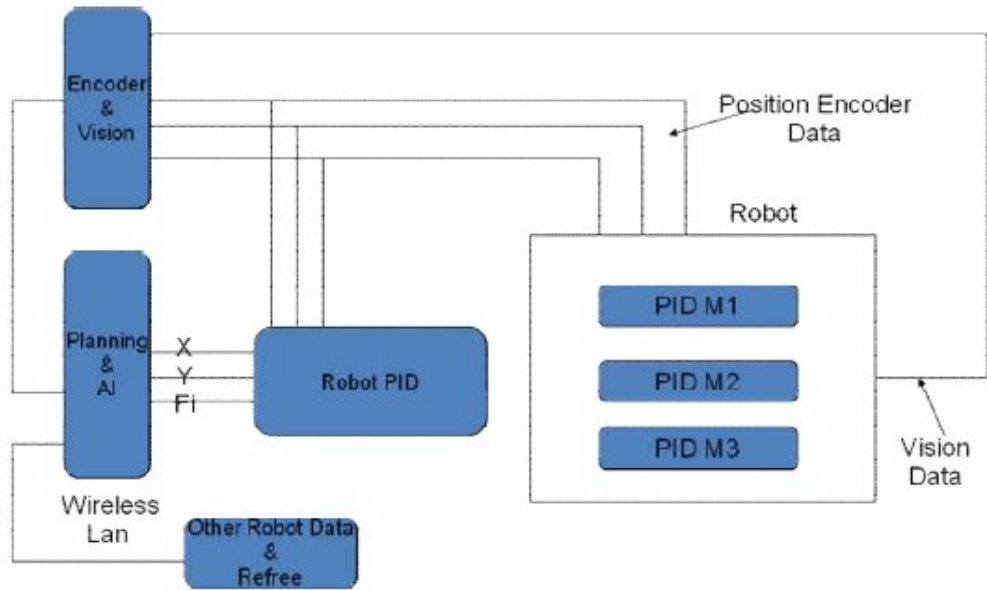 Encoder
&
Vision
Position Encoder
Data
Robot
PID M1
PID M2
PID M3
Planning
&
AI
X
Y
Fi
Robot PID
Vision
Data
Wireless
Lan
Other Robot Data
&
Refree